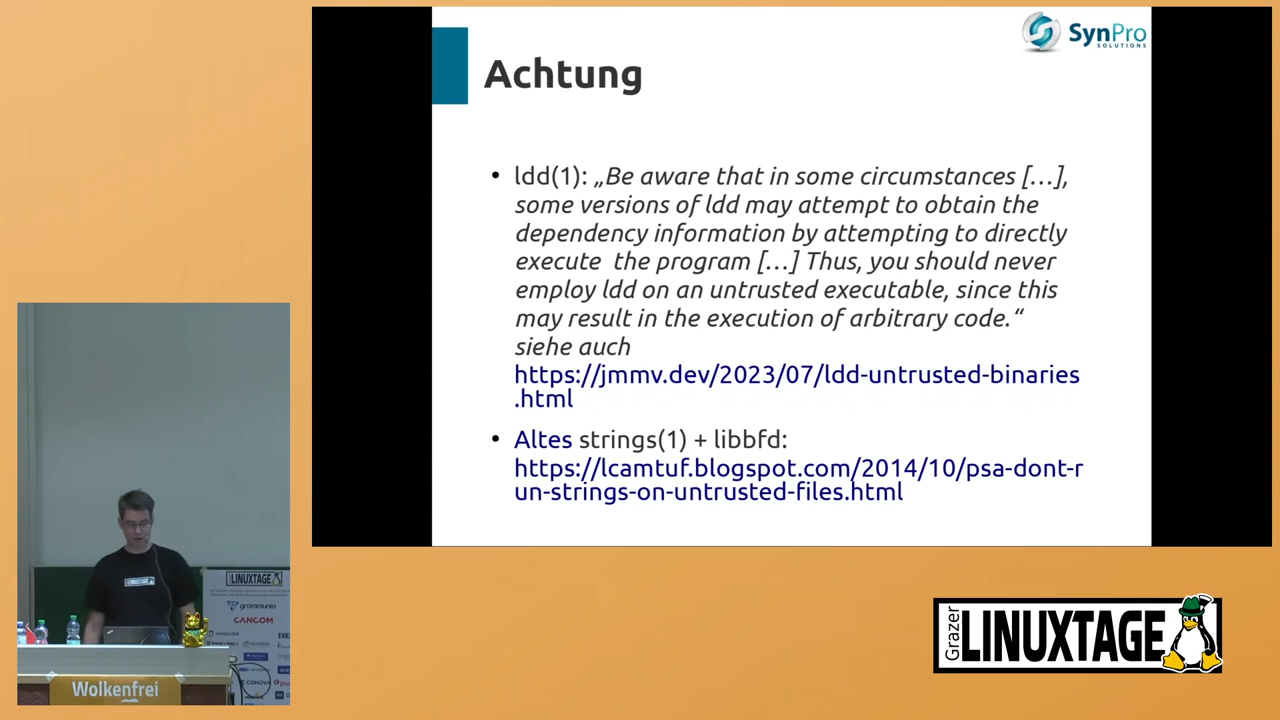 SynPro
SOLUTIONS
Achtung
• ldd(1): „Be aware that in some circumstances […],
some versions of ldd may attempt to obtain the
dependency information by attempting to directly
execute the program […] Thus, you should never
employ ldd on an untrusted executable, since this
may result in the execution of arbitrary code.“
siehe auch
https://jmmv.dev/2023/07/ldd-untrusted-binaries
.html
• Altes strings(1) + libbfd:
https://lcamtuf.blogspot.com/2014/10/psa-dont-r
un-strings-on-untrusted-files.html
LINUXTAGE
grommunio
CANCOM
Wolkenfrei
Grazer
LINUXTAGE